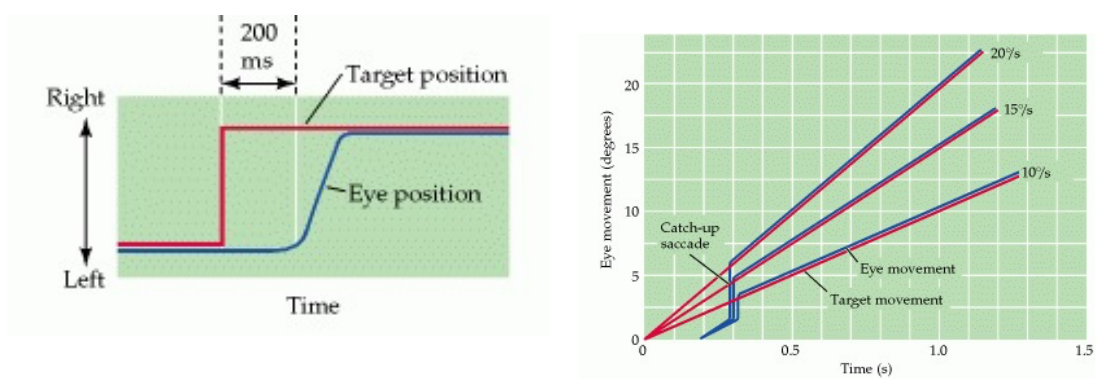 200
ms
Target position
Right
Eye position
Left
Time
20°/s
20
15°/s
15
10°/s
10
Eye movement (degrees)
Catch-up
saccade
Eye movement
5
Target movement
0
0
0.5
1.0
1.5
Time (s)